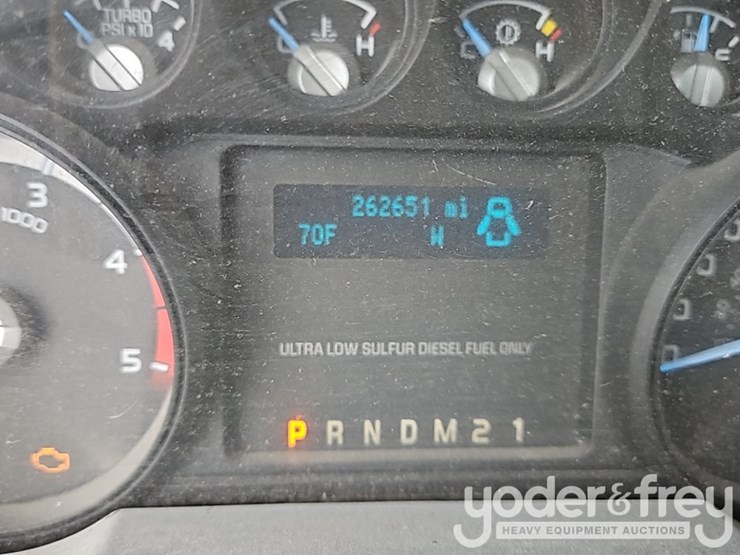 TURBO
PSI x 10
4
H
H
262651 mi
70F W
3
1000
4
5
ULTRA LOW SULFUR DIESEL FUEL ONLY
P R N D M 2 1
yoder&frey
HEAVY EQUIPMENT AUCTIONS